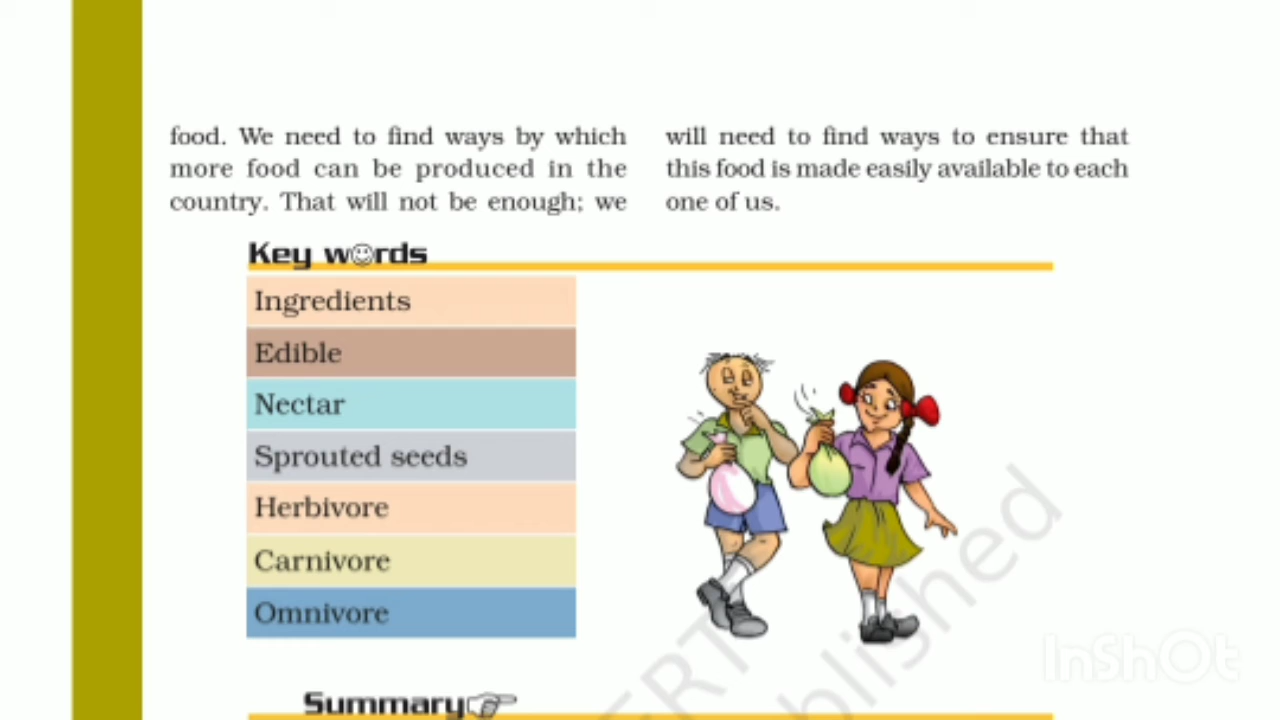 food. We need to find ways by which
more food can be produced in the
country. That will not be enough; we
will need to find ways to ensure that
this food is made easily available to each
one of us.
Key words
Ingredients
Edible
Nectar
Sprouted seeds
Herbivore
Carnivore
Omnivore
Summary
InShOt